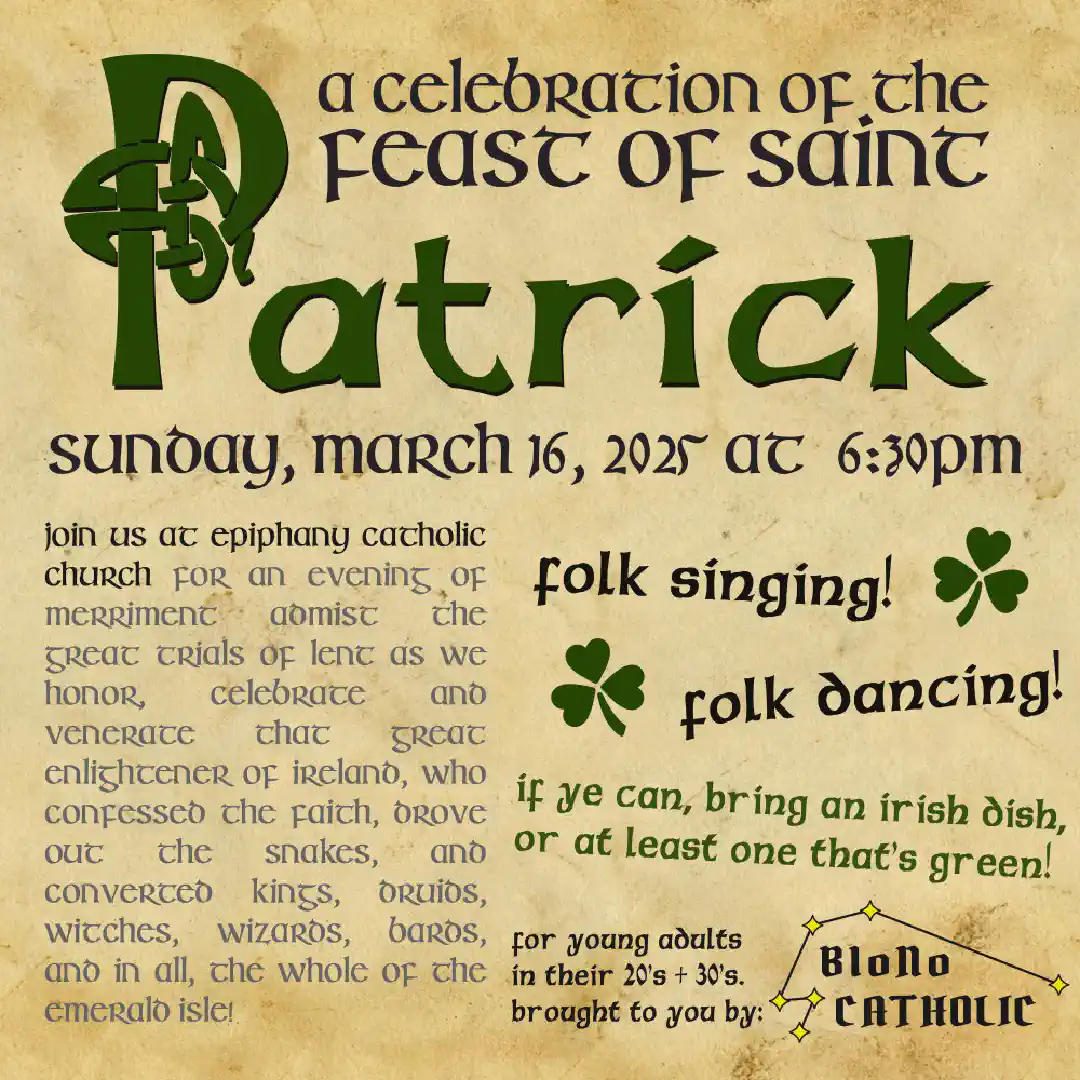 a celebration of the
feast of saint
Patríck
sunday, march 16, 2025 at 6:30pm
join us at epiphany catholic
church for an evening of
merriment admist the
great trials of lent as we
honor, celebrate and
venerate that great
enlightener of ireland, who
confessed the faith, drove
out the snakes, and
converted kings, druids,
witches, wizards, bards,
and in all, the whole of the
emerald isle!
folk singing!
folk dancing!
if ye can, bring an irish dish,
or at least one that's green!
for young adults
in their 20's + 30's.
brought to you by:
BloNo
CATHOLIC